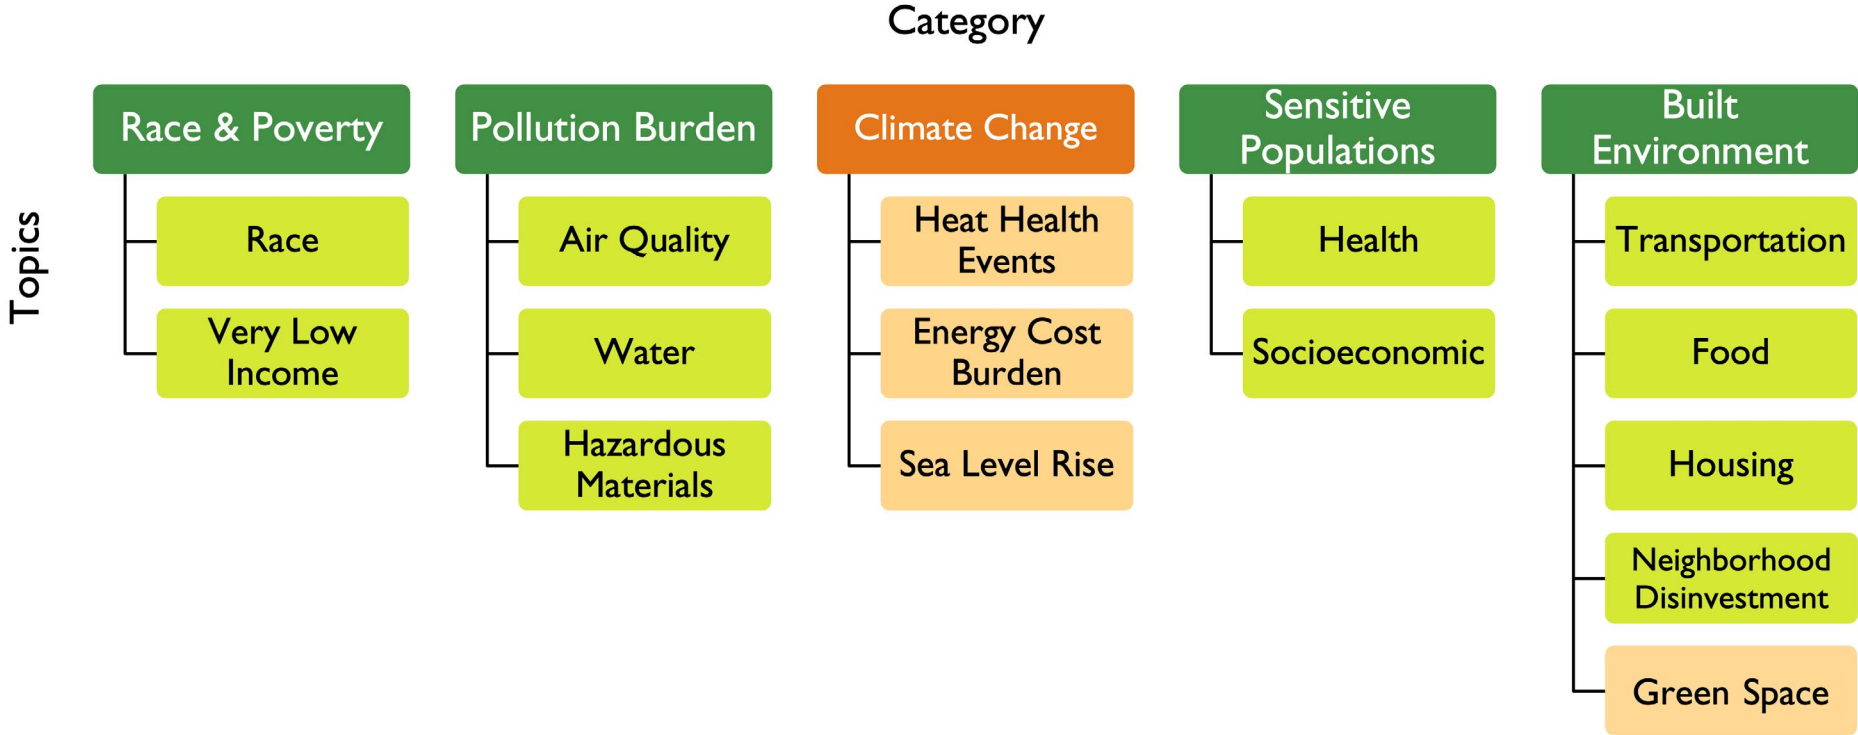 Category
Topics
Race & Poverty
Race
Very Low
Income
Pollution Burden
Air Quality
Water
Hazardous
Materials
Climate Change
Heat Health
Events
Energy Cost
Burden
Sea Level Rise
Sensitive
Populations
Health
Socioeconomic
Built
Environment
Transportation
Food
Housing
Neighborhood
Disinvestment
Green Space